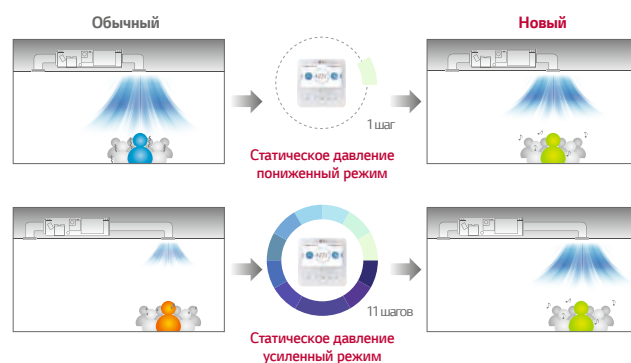 Обычный
Новый
1 шаг
Статическое давление
пониженный режим
11 шагов
Статическое давление
усиленный режим